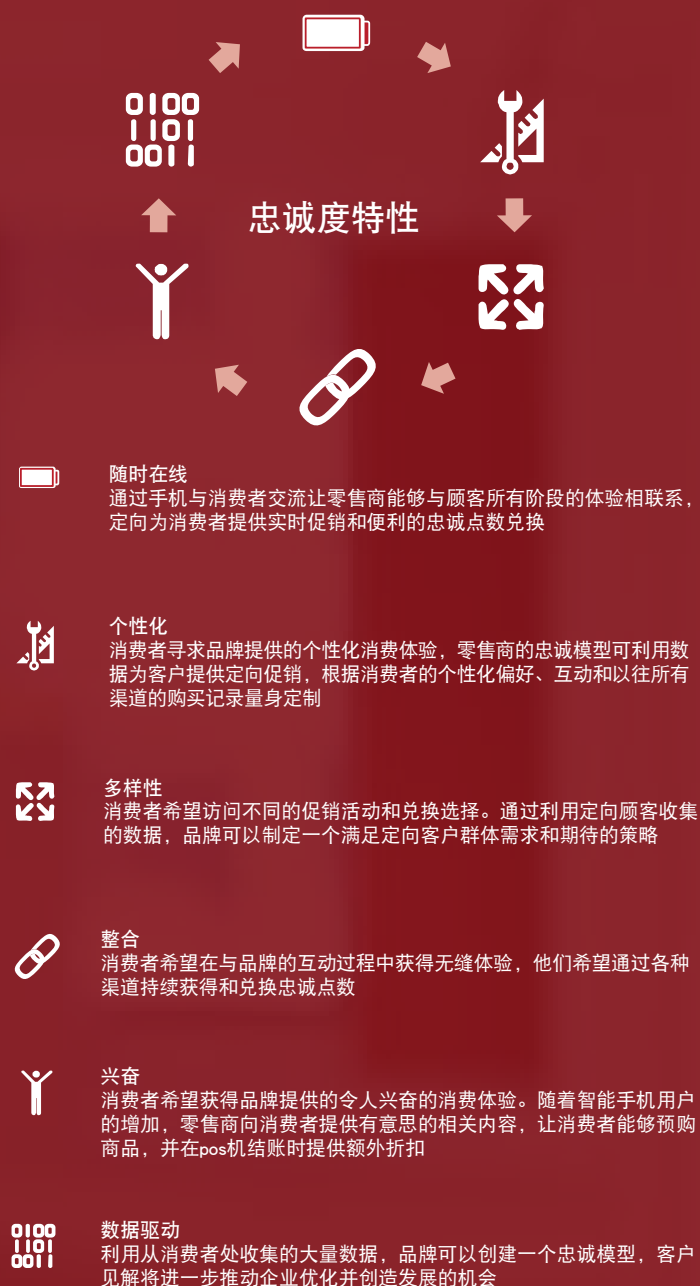 0100
1101
0011
忠诚度特性
随时在线
通过手机与消费者交流让零售商能够与顾客所有阶段的体验相联系，
定向为消费者提供实时促销和便利的忠诚点数兑换
个性化
消费者寻求品牌提供的个性化消费体验，零售商的忠诚模型可利用数
据为客户提供定向促销，根据消费者的个性化偏好、互动和以往所有
渠道的购买记录量身定制
多样性
消费者希望访问不同的促销活动和兑换选择。通过利用定向顾客收集
的数据，品牌可以制定一个满足定向客户群体需求和期待的策略
整合
消费者希望在与品牌的互动过程中获得无缝体验，他们希望通过各种
渠道持续获得和兑换忠诚点数
兴奋
消费者希望获得品牌提供的令人兴奋的消费体验。随着智能手机用户
的增加，零售商向消费者提供有意思的相关内容，让消费者能够预购
商品，并在pos机结账时提供额外折扣
0100
1101
0011
数据驱动
利用从消费者处收集的大量数据，品牌可以创建一个忠诚模型，客户
见解将进一步推动企业优化并创造发展的机会